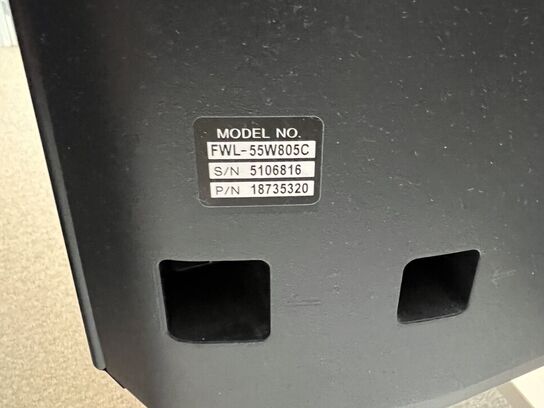 MODEL NO.
FWL-55W805C
S/N 5106816
P/N 18735320